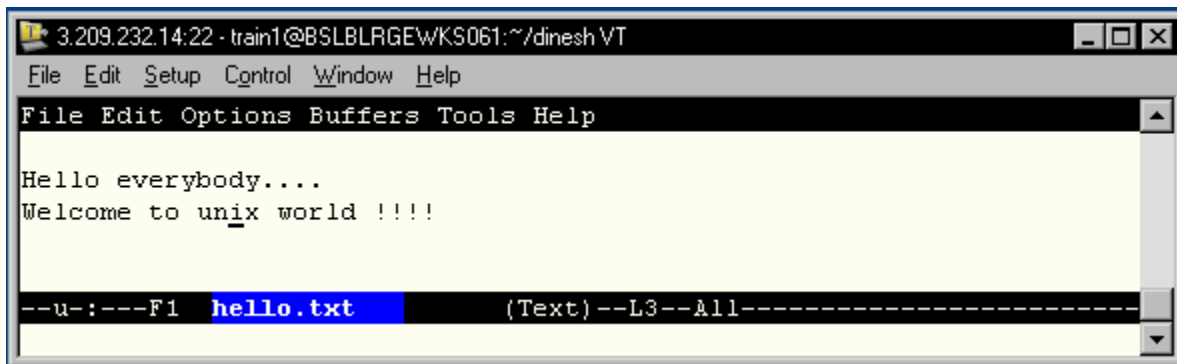 3.209.232.14:22 - train1@BSLBLRGEWKS061:~/dinesh VT
File Edit Setup Control Window Help
File Edit Options Buffers Tools Help
Hello everybody....
Welcome to unix world !!!!
--u-:---F1 hello.txt (Text)--L3--All--------------------------